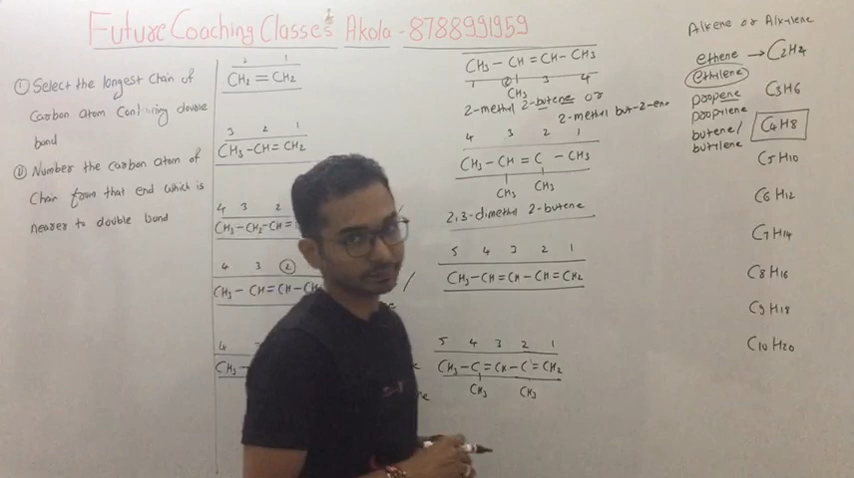 Future Coaching Classes Akola - 8788991959
① Select the longest chain of
Carbon atom Containing double
bond
② Number the carbon atom of
Chain from that end which is
nearer to double bond
2 1
CH₂ = CH₂
3 2 1
CH₃ - CH = CH₂
4 3 2
CH₃ - CH₂ - CH =
4 3 ②
CH₃ - CH = CH - CH₃
4
CH₃ -
CH₃ - CH = CH - CH₃
1 ② 3 4
CH₃
2-methyl 2-butene or
2-methyl but-2-ene
4 3 2 1
CH₃ - CH = C - CH₃
CH₃ CH₃
2,3-dimethyl 2-butene
5 4 3 2 1
CH₃ - CH = CH - CH = CH₂
5 4 3 2 1
CH₃ - C = CH - C = CH₂
CH₃ CH₃
Alkene or Alkylene
ethene → C₂H₄
ethylene
propene C₃H₆
propylene
butene/ C₄H₈
butylene
C₅H₁₀
C₆H₁₂
C₇H₁₄
C₈H₁₆
C₉H₁₈
C₁₀H₂₀